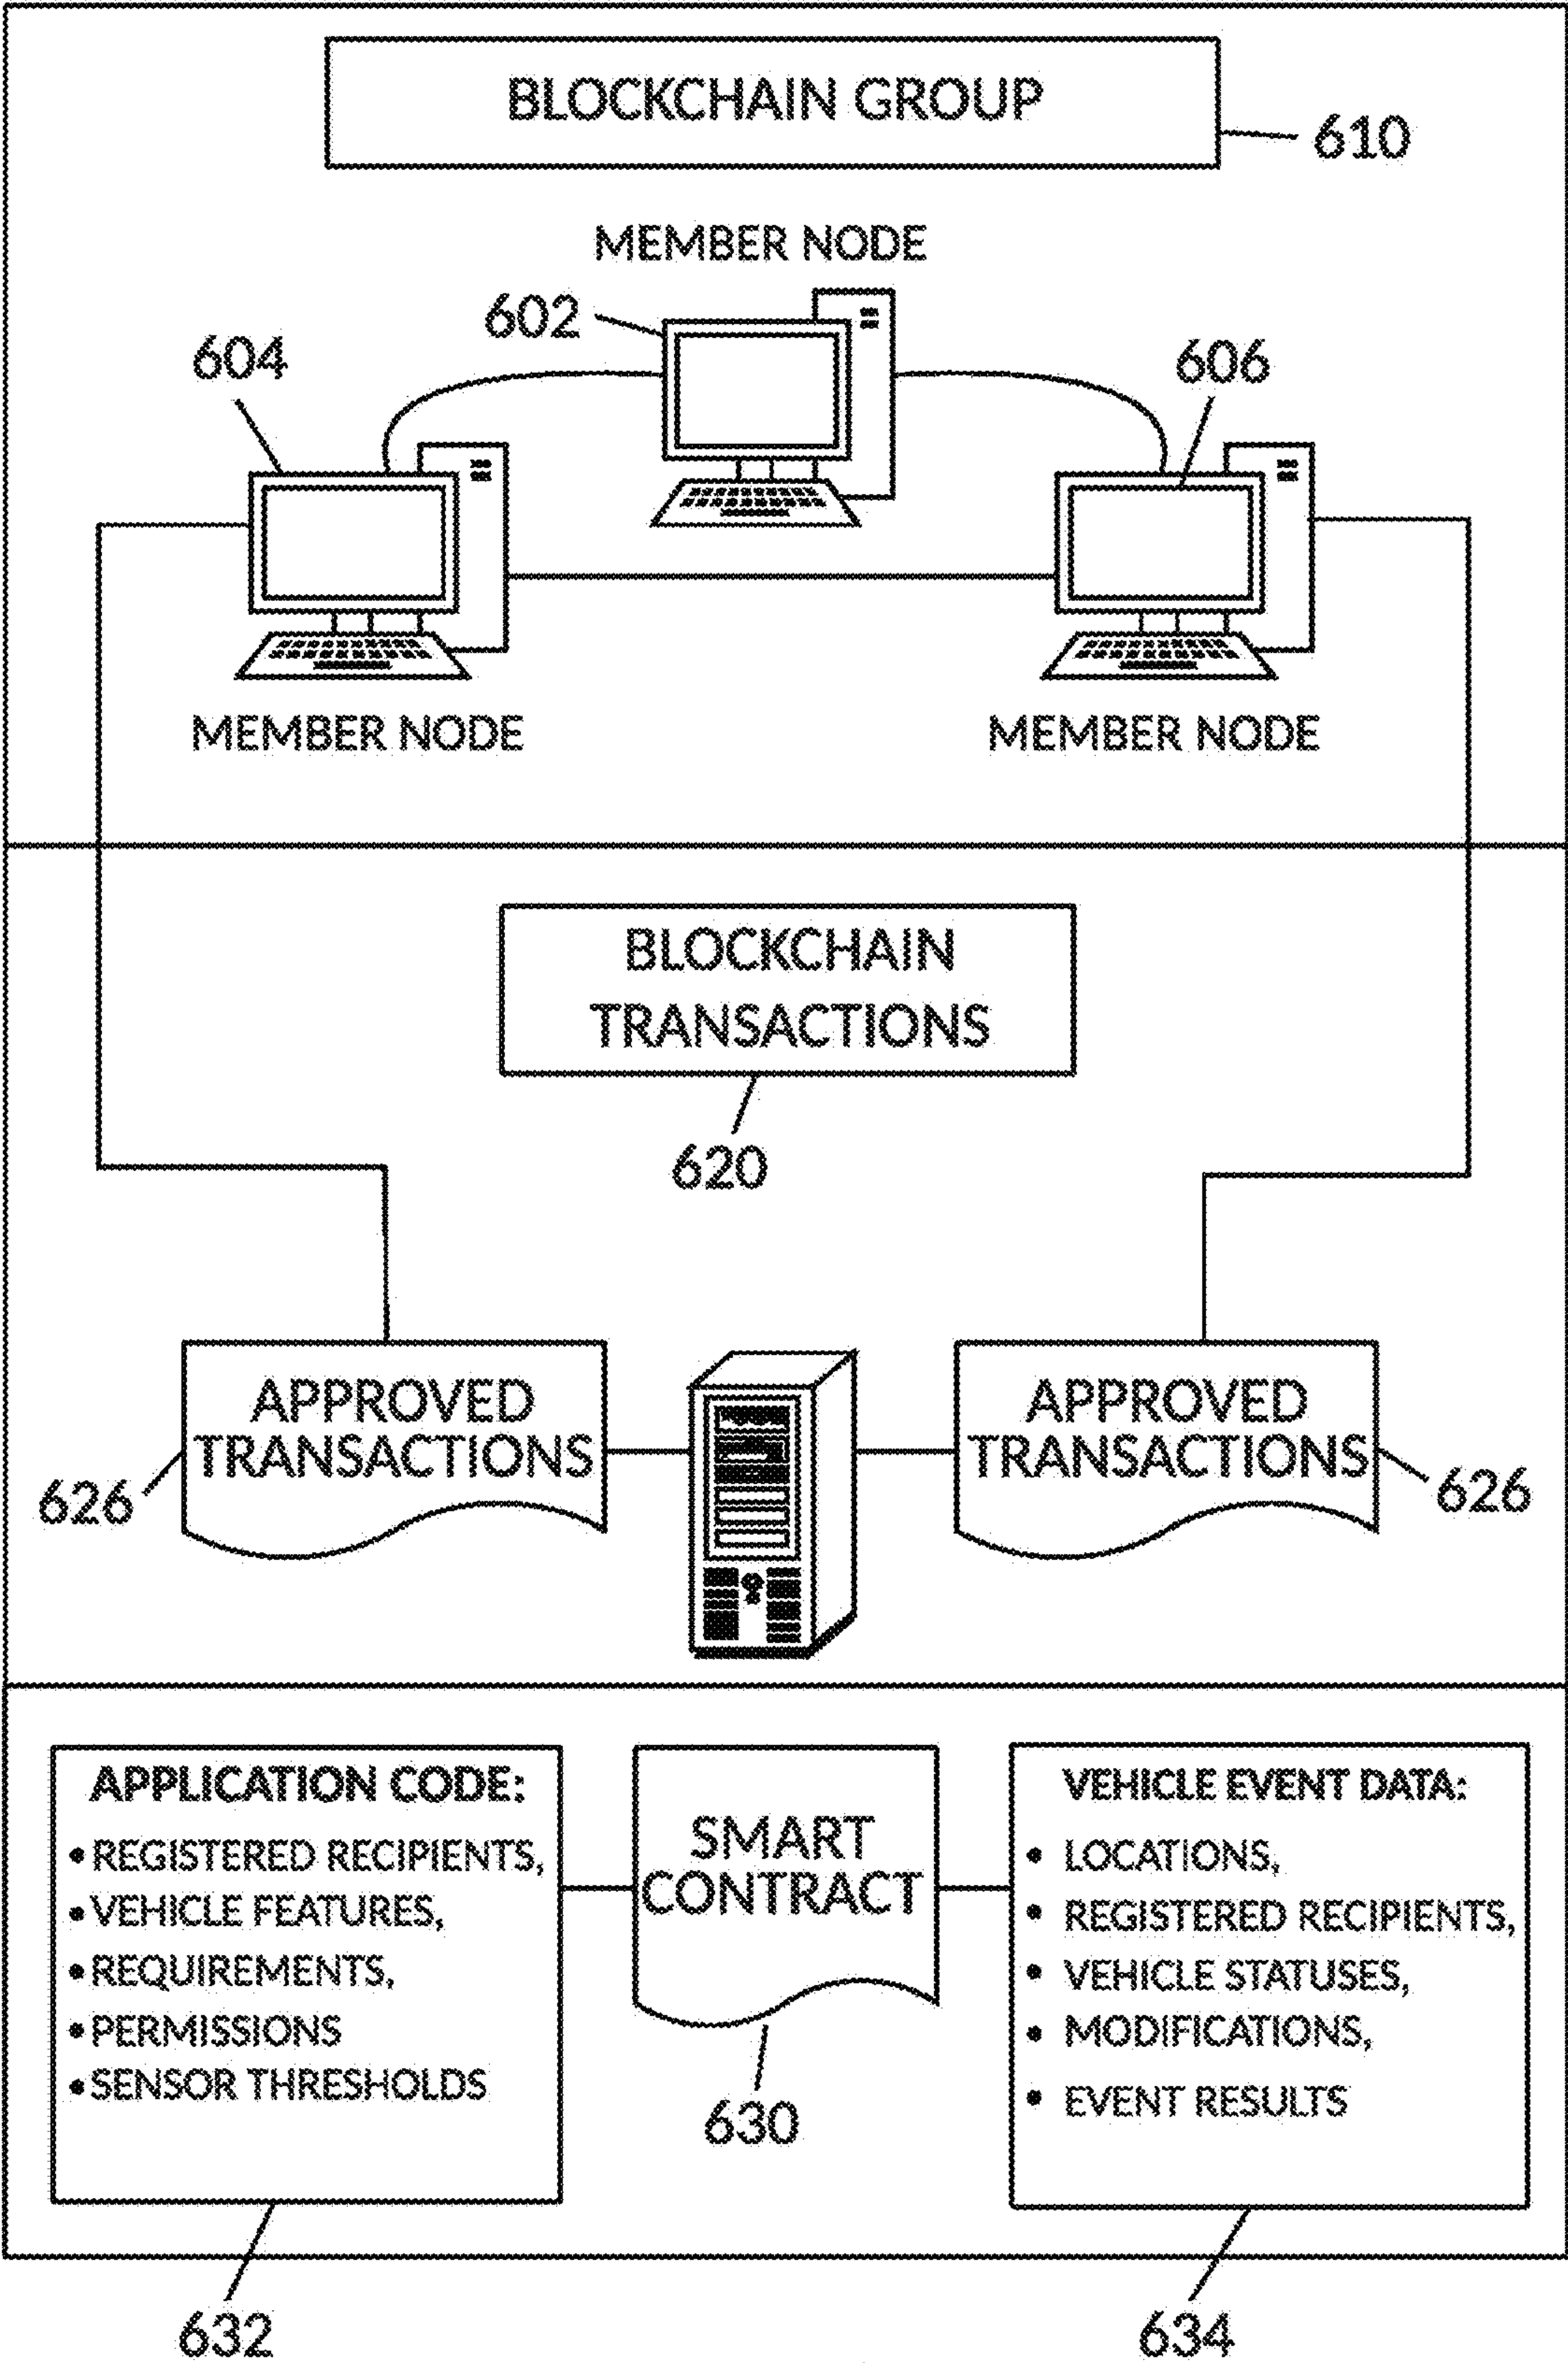 BLOCKCHAIN GROUP
610
MEMBER NODE
602
604
606
MEMBER NODE
MEMBER NODE
BLOCKCHAIN
TRANSACTIONS
620
APPROVED
TRANSACTIONS
626
APPROVED
TRANSACTIONS
626
APPLICATION CODE:
• REGISTERED RECIPIENTS,
• VEHICLE FEATURES,
• REQUIREMENTS,
• PERMISSIONS
• SENSOR THRESHOLDS
SMART
CONTRACT
630
VEHICLE EVENT DATA:
• LOCATIONS,
• REGISTERED RECIPIENTS,
• VEHICLE STATUSES,
• MODIFICATIONS,
• EVENT RESULTS
632
634